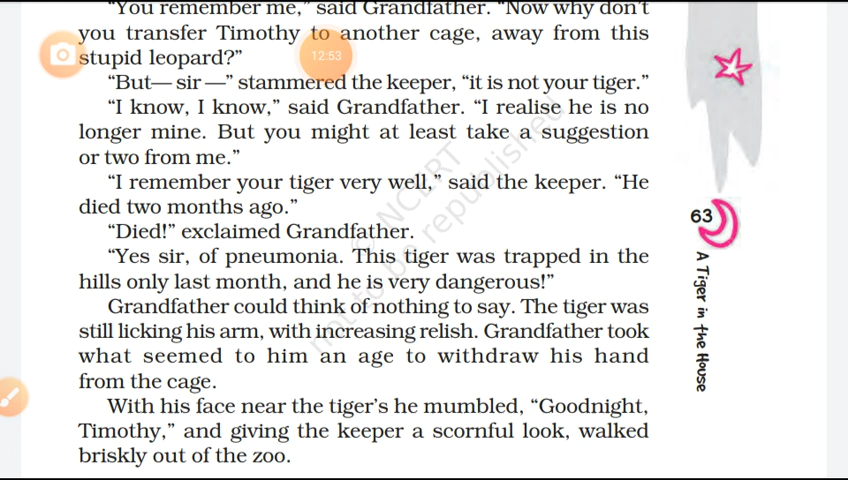 "You remember me," said Grandfather. "Now why don't
you transfer Timothy to another cage, away from this
stupid leopard?"
12:53
"But— sir —" stammered the keeper, "it is not your tiger."
"I know, I know," said Grandfather. "I realise he is no
longer mine. But you might at least take a suggestion
or two from me."
"I remember your tiger very well," said the keeper. "He
died two months ago."
"Died!" exclaimed Grandfather.
"Yes sir, of pneumonia. This tiger was trapped in the
hills only last month, and he is very dangerous!"
Grandfather could think of nothing to say. The tiger was
still licking his arm, with increasing relish. Grandfather took
what seemed to him an age to withdraw his hand
from the cage.
With his face near the tiger's he mumbled, "Goodnight,
Timothy," and giving the keeper a scornful look, walked
briskly out of the zoo.
© NCERT
not to be republished
63
A Tiger in the House